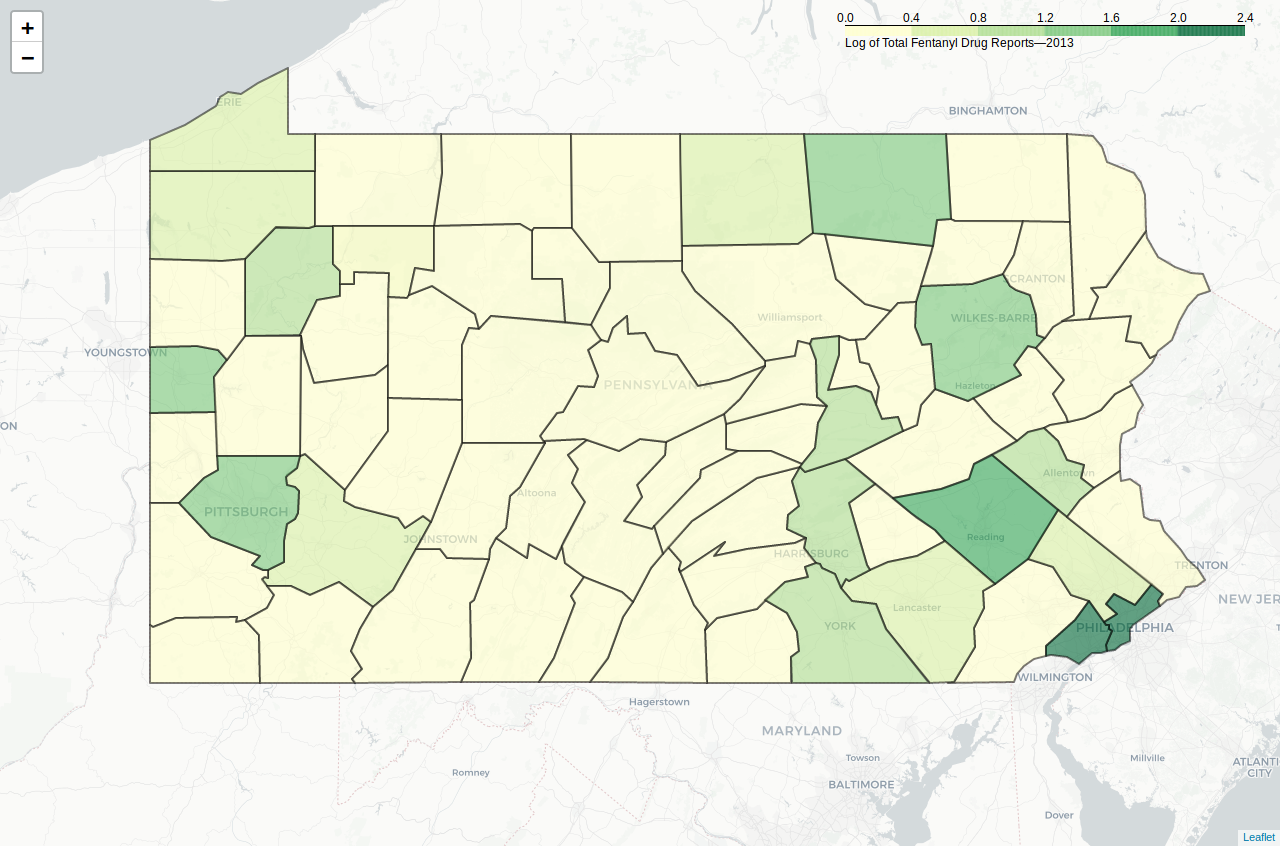 +
−
0.0 0.4 0.8 1.2 1.6 2.0 2.4
Log of Total Fentanyl Drug Reports—2013
ERIE
BINGHAMTON
SCRANTON
Williamsport
WILKES-BARRE
YOUNGSTOWN
PENNSYLVANIA
Hazleton
ON
Allentown
Altoona
PITTSBURGH
JOHNSTOWN
Reading
HARRISBURG
TRENTON
NEW JER
Lancaster
YORK
PHILADELPHIA
WILMINGTON
Hagerstown
MARYLAND
Towson
Millville
ATLANTI
CITY
Romney
BALTIMORE
Dover
Leaflet